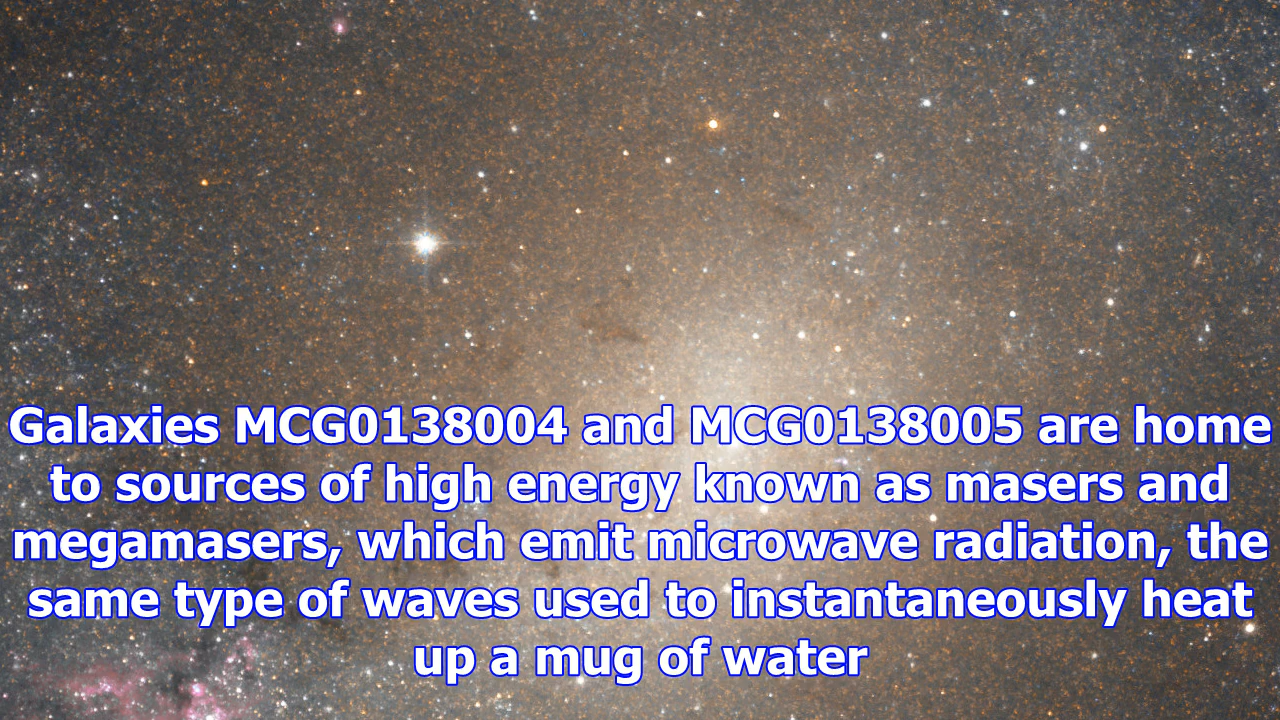 Galaxies MCG0138004 and MCG0138005 are home
to sources of high energy known as masers and
megamasers, which emit microwave radiation, the
same type of waves used to instantaneously heat
up a mug of water